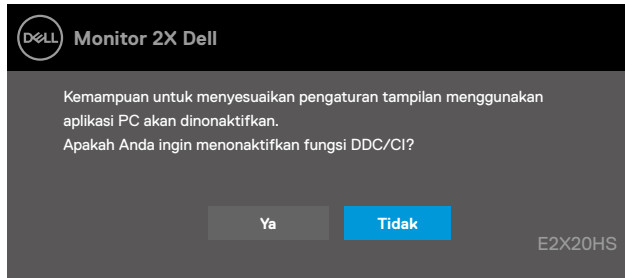 DELL Monitor 2X Dell
Kemampuan untuk menyesuaikan pengaturan tampilan menggunakan
aplikasi PC akan dinonaktifkan.
Apakah Anda ingin menonaktifkan fungsi DDC/CI?
Ya Tidak
E2X20HS